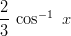 2/3 cos⁻¹ x